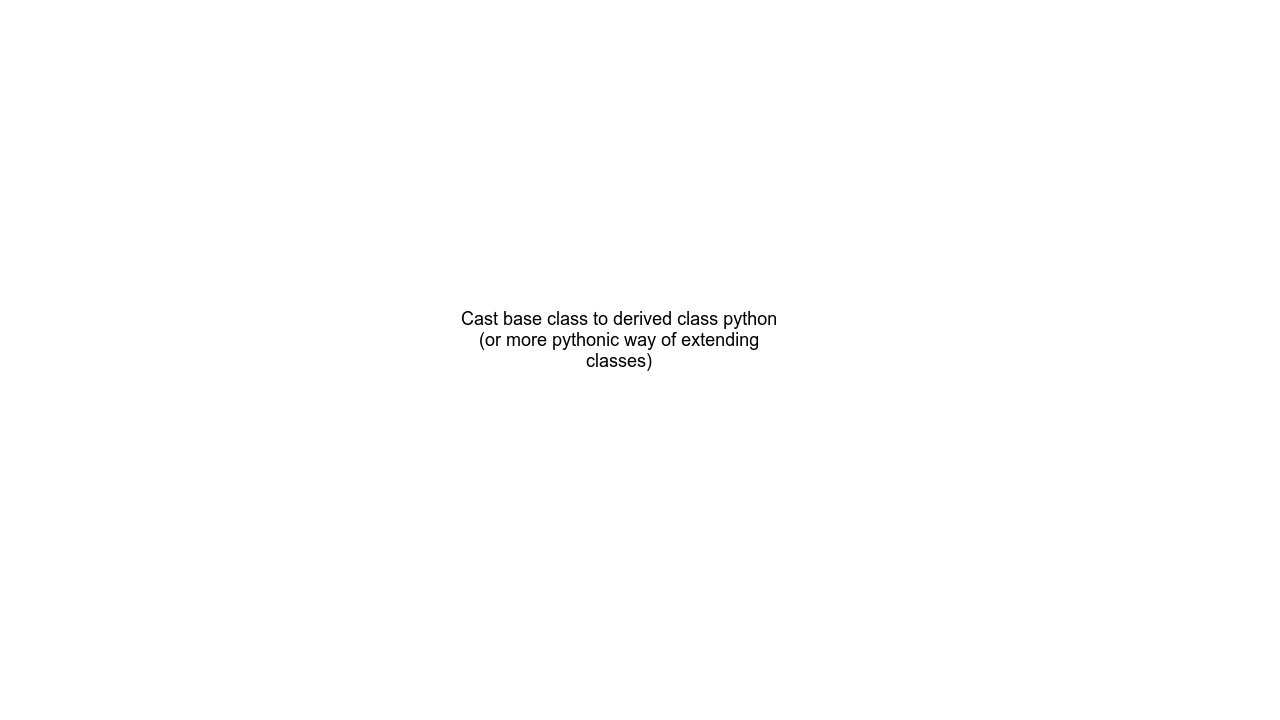 Cast base class to derived class python
(or more pythonic way of extending
classes)